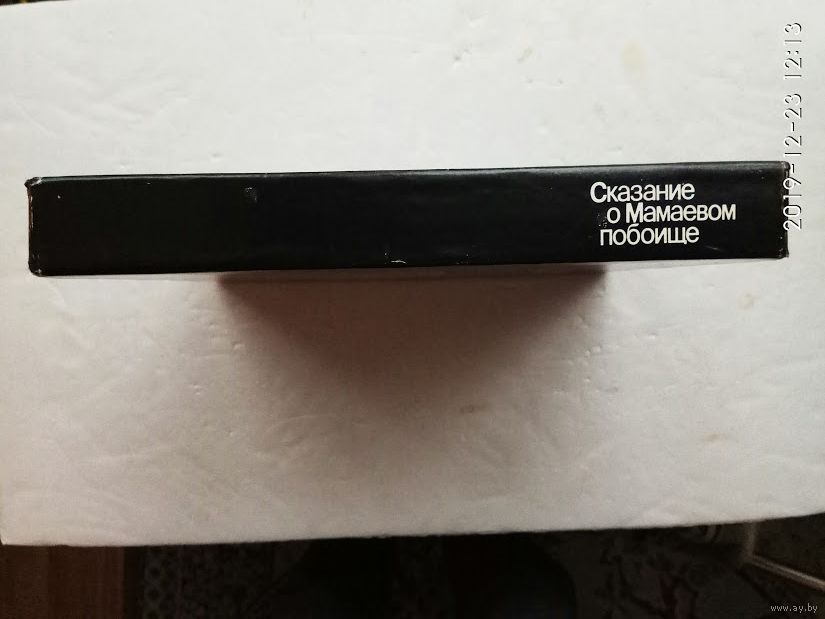 Сказание
о Мамаевом
побоище
2019-12-23 12:13
www.ay.by